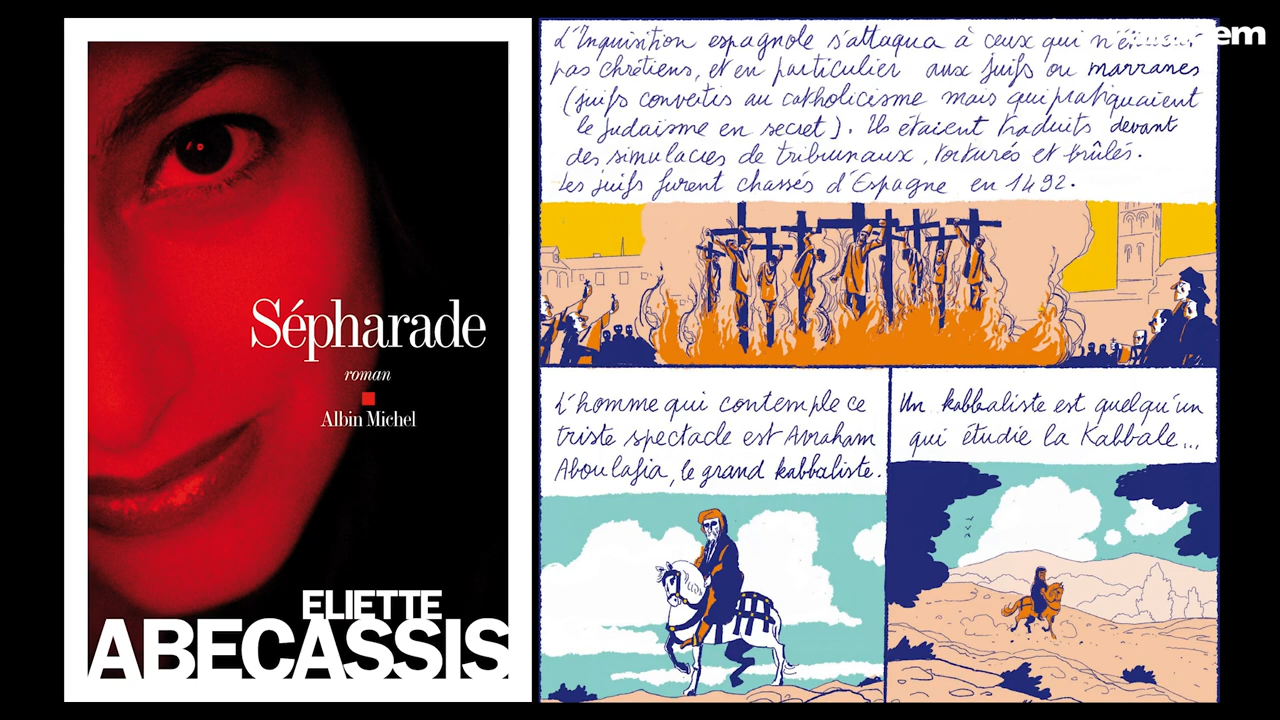 Sépharade
roman
Albin Michel
ELIETTE
ABECASSIS
L'Inquisition espagnole s'attaqua à ceux qui
pas chrétiens, et en particulier aux juifs ou marranes
(juifs convertis au catholicisme mais qui pratiquaient
le judaïsme en secret). Ils étaient traduits devant
des simulacres de tribunaux, torturés et brûlés.
Les juifs furent chassés d'Espagne en 1492.
L'homme qui contemple ce
triste spectacle est Avraham
Aboulafia, le grand kabbaliste.
Un kabbaliste est quelqu'un
qui étudie la Kabbale...